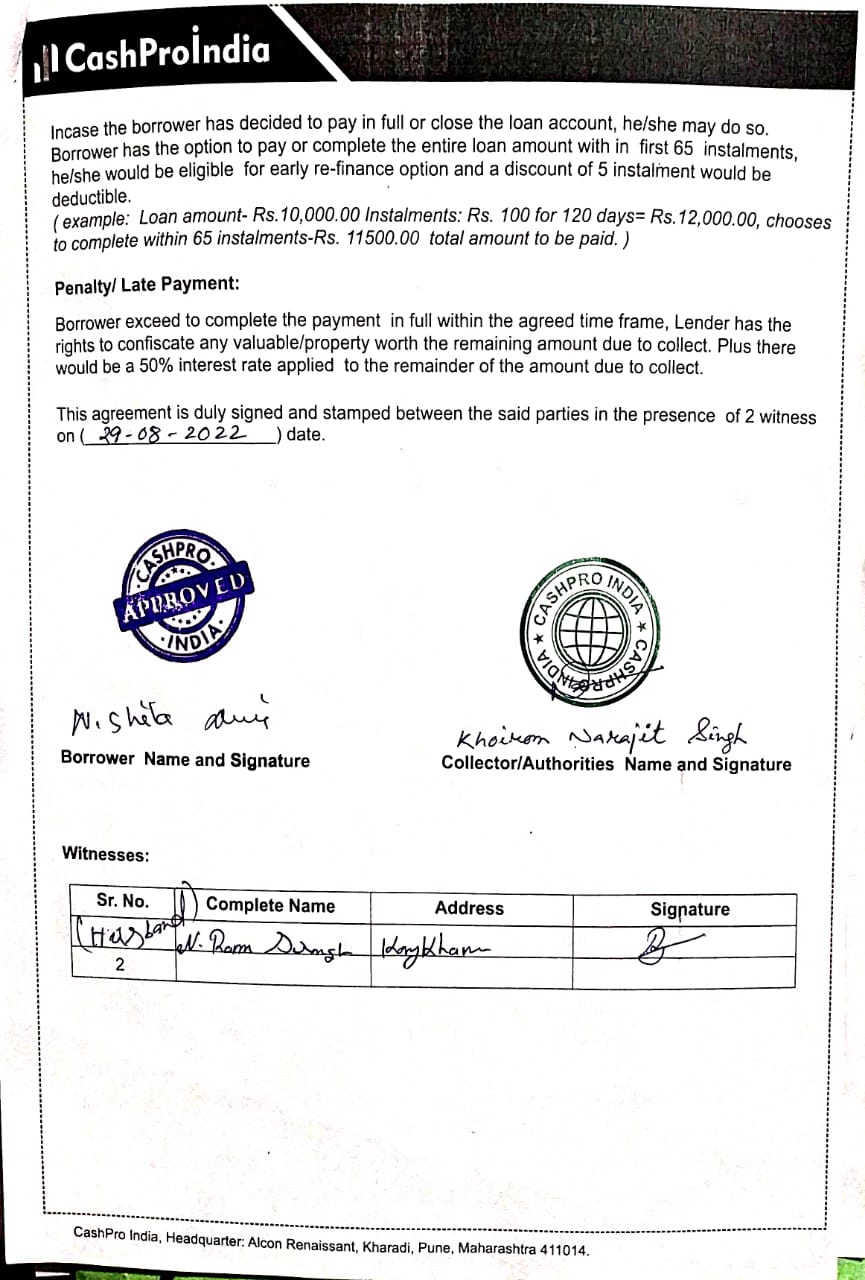 CashProIndia
Incase the borrower has decided to pay in full or close the loan account, he/she may do so.
Borrower has the option to pay or complete the entire loan amount with in first 65 instalments,
he/she would be eligible for early re-finance option and a discount of 5 instalment would be
deductible.
( example: Loan amount- Rs.10,000.00 Instalments: Rs. 100 for 120 days= Rs.12,000.00, chooses
to complete within 65 instalments-Rs. 11500.00 total amount to be paid. )
Penalty/ Late Payment:
Borrower exceed to complete the payment in full within the agreed time frame, Lender has the
rights to confiscate any valuable/property worth the remaining amount due to collect. Plus there
would be a 50% interest rate applied to the remainder of the amount due to collect.
This agreement is duly signed and stamped between the said parties in the presence of 2 witness
on ( 29-08-2022 ) date.
CASHPRO
APPROVED
INDIA
CASHPRO INDIA ★ CASHPRO INDIA ★
N. Sheila
Khoirom Narajit Singh
Borrower Name and Signature
Collector/Authorities Name and Signature
Witnesses:
Sr. No. 1) Complete Name Address Signature
(Husband) N. Ram
2
CashPro India, Headquarter: Alcon Renaissant, Kharadi, Pune, Maharashtra 411014.